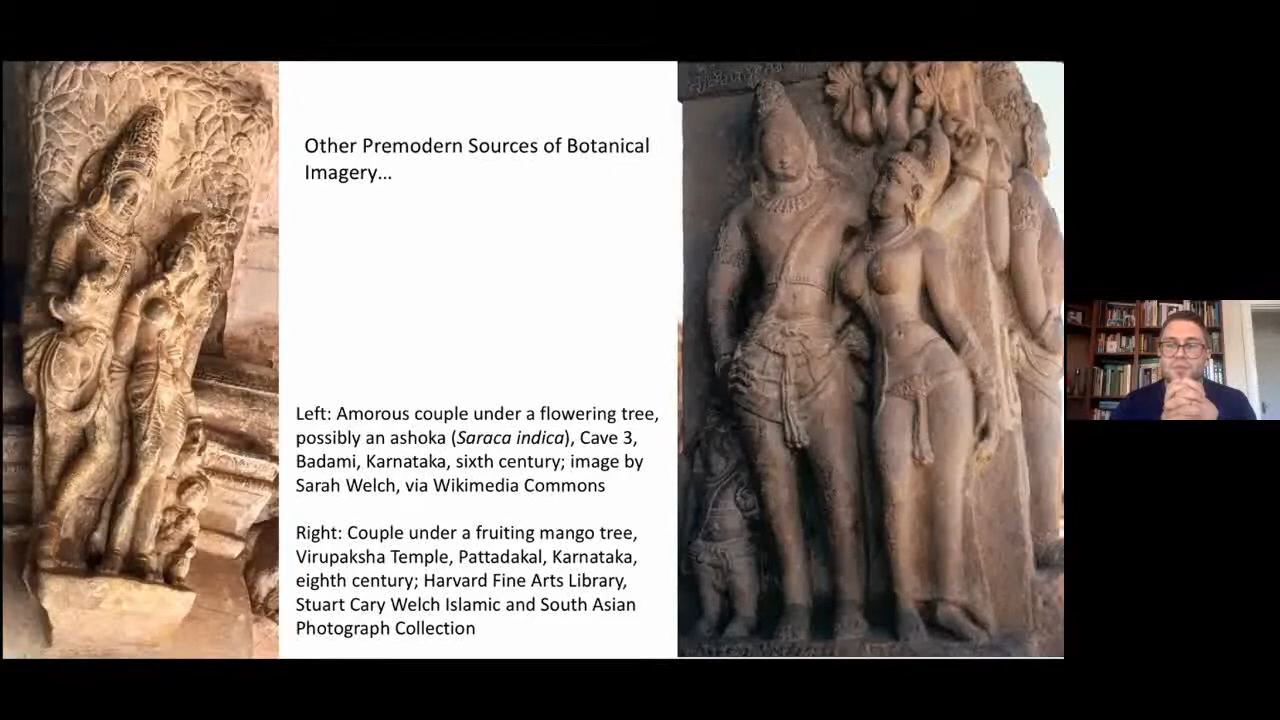 Other Premodern Sources of Botanical
Imagery...
Left: Amorous couple under a flowering tree,
possibly an ashoka (Saraca indica), Cave 3,
Badami, Karnataka, sixth century; image by
Sarah Welch, via Wikimedia Commons
Right: Couple under a fruiting mango tree,
Virupaksha Temple, Pattadakal, Karnataka,
eighth century; Harvard Fine Arts Library,
Stuart Cary Welch Islamic and South Asian
Photograph Collection